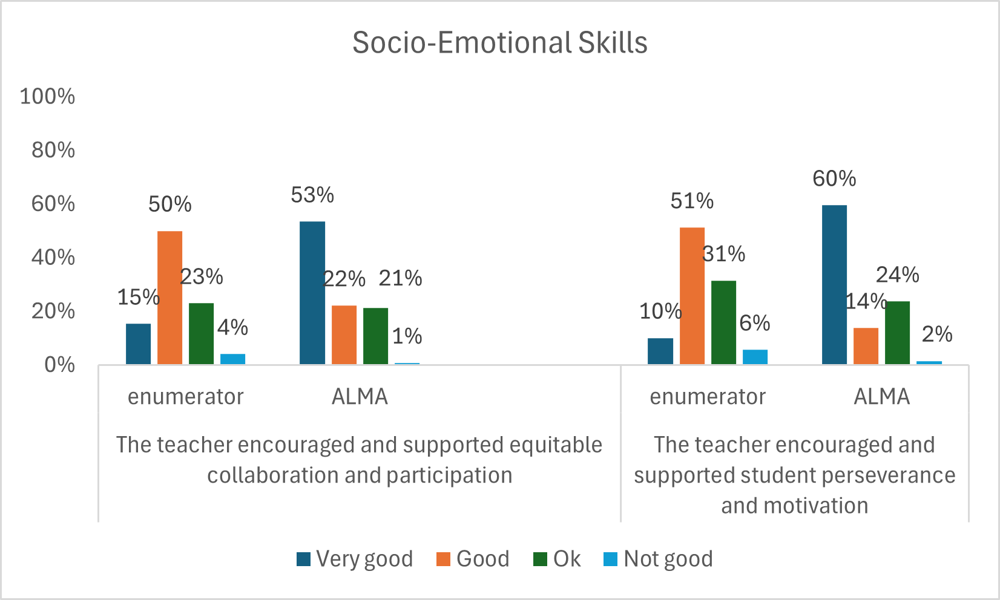 Socio-Emotional Skills
100%
80%
60%
40%
20%
0%
15%
50%
23%
4%
53%
22%
21%
1%
10%
51%
31%
6%
60%
14%
24%
2%
enumerator
ALMA
enumerator
ALMA
The teacher encouraged and supported equitable
collaboration and participation
The teacher encouraged and
supported student perseverance
and motivation
Very good
Good
Ok
Not good